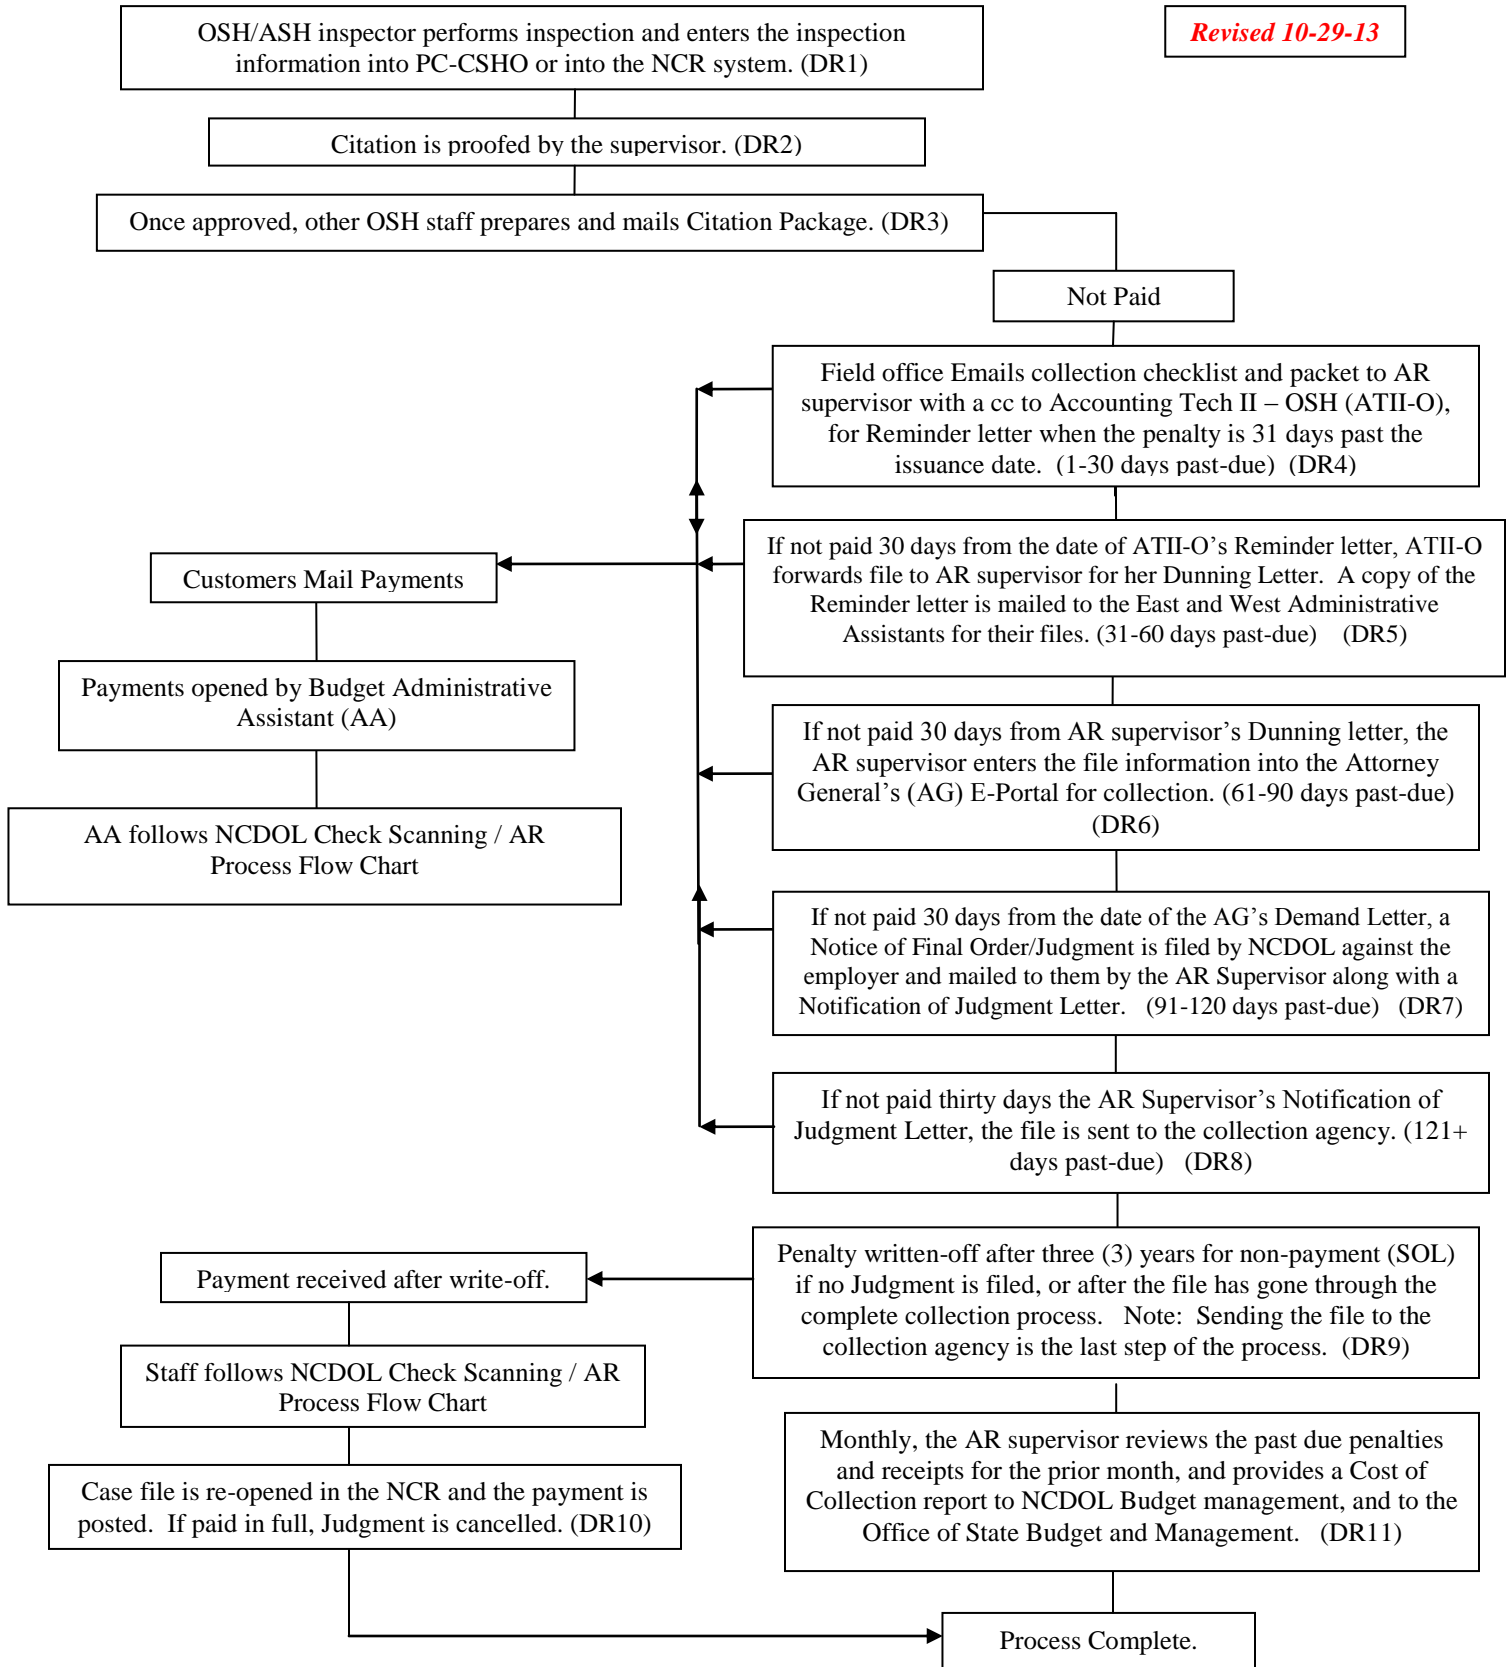 OSH/ASH inspector performs inspection and enters the inspection
information into PC-CSHO or into the NCR system. (DR1)
Revised 10-29-13
Citation is proofed by the supervisor. (DR2)
Once approved, other OSH staff prepares and mails Citation Package. (DR3)
Not Paid
Field office Emails collection checklist and packet to AR
supervisor with a cc to Accounting Tech II – OSH (ATII-O),
for Reminder letter when the penalty is 31 days past the
issuance date. (1-30 days past-due) (DR4)
If not paid 30 days from the date of ATII-O’s Reminder letter, ATII-O
forwards file to AR supervisor for her Dunning Letter. A copy of the
Reminder letter is mailed to the East and West Administrative
Assistants for their files. (31-60 days past-due) (DR5)
Customers Mail Payments
Payments opened by Budget Administrative
Assistant (AA)
If not paid 30 days from AR supervisor’s Dunning letter, the
AR supervisor enters the file information into the Attorney
General’s (AG) E-Portal for collection. (61-90 days past-due)
(DR6)
AA follows NCDOL Check Scanning / AR
Process Flow Chart
If not paid 30 days from the date of the AG’s Demand Letter, a
Notice of Final Order/Judgment is filed by NCDOL against the
employer and mailed to them by the AR Supervisor along with a
Notification of Judgment Letter. (91-120 days past-due) (DR7)
If not paid thirty days the AR Supervisor’s Notification of
Judgment Letter, the file is sent to the collection agency. (121+
days past-due) (DR8)
Penalty written-off after three (3) years for non-payment (SOL)
if no Judgment is filed, or after the file has gone through the
complete collection process. Note: Sending the file to the
collection agency is the last step of the process. (DR9)
Payment received after write-off.
Staff follows NCDOL Check Scanning / AR
Process Flow Chart
Monthly, the AR supervisor reviews the past due penalties
and receipts for the prior month, and provides a Cost of
Collection report to NCDOL Budget management, and to the
Office of State Budget and Management. (DR11)
Case file is re-opened in the NCR and the payment is
posted. If paid in full, Judgment is cancelled. (DR10)
Process Complete.